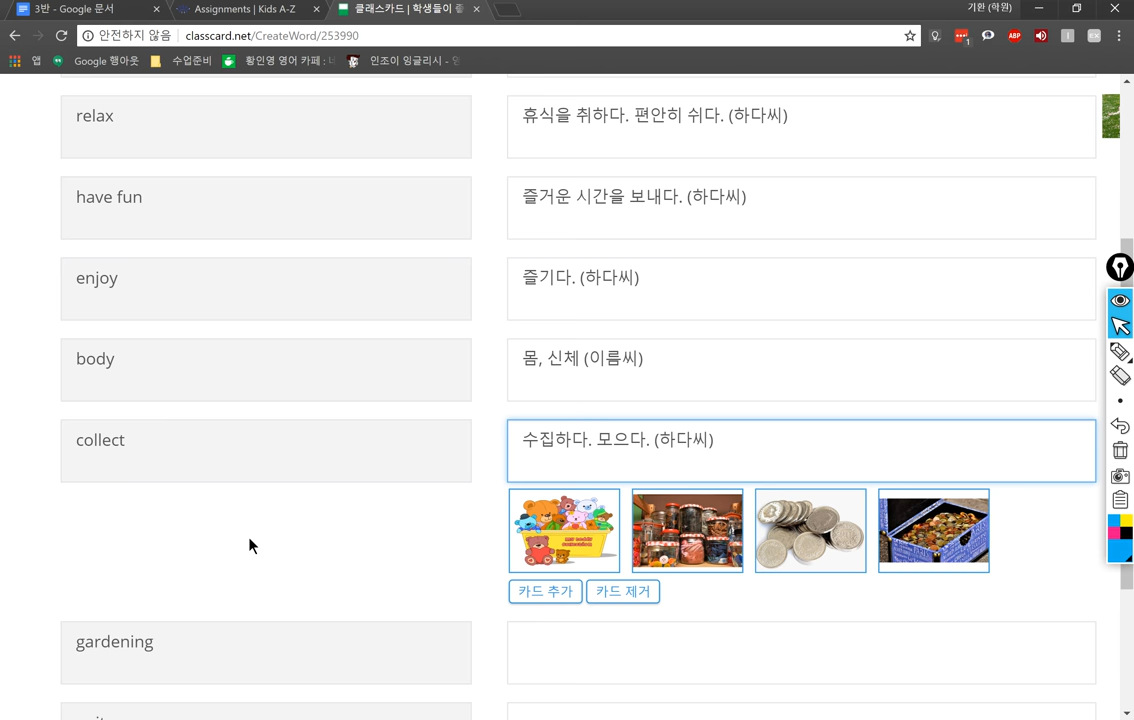 3반 - Google 문서
Assignments | Kids A-Z
클래스카드 | 학생들이 즐
기환 (학원)
안전하지 않음
classcard.net/CreateWord/253990
1
ABP
앱
Google 행아웃
수업준비
황인영 영어 카페 :
인조이 잉글리시 -
relax
휴식을 취하다. 편안히 쉬다. (하다씨)
have fun
즐거운 시간을 보내다. (하다씨)
enjoy
즐기다. (하다씨)
body
몸, 신체 (이름씨)
collect
수집하다. 모으다. (하다씨)
카드 추가
카드 제거
gardening